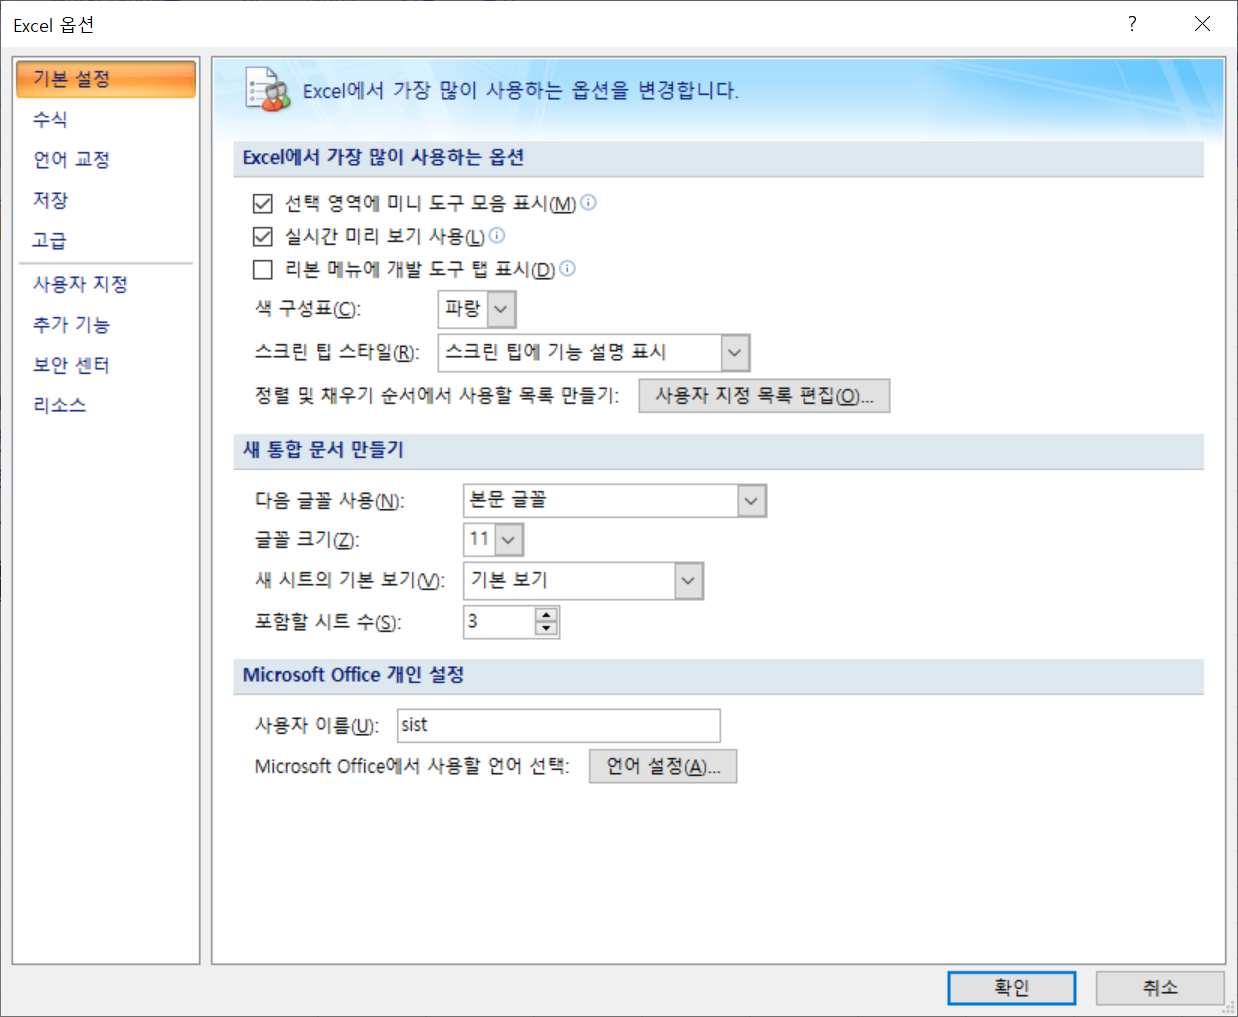 Excel 옵션
기본 설정
수식
언어 교정
저장
고급
사용자 지정
추가 기능
보안 센터
리소스
Excel에서 가장 많이 사용하는 옵션을 변경합니다.
Excel에서 가장 많이 사용하는 옵션
선택 영역에 미니 도구 모음 표시(M)
실시간 미리 보기 사용(L)
리본 메뉴에 개발 도구 탭 표시(D)
색 구성표(C): 파랑
스크린 팁 스타일(R): 스크린 팁에 기능 설명 표시
정렬 및 채우기 순서에서 사용할 목록 만들기: 사용자 지정 목록 편집(O)...
새 통합 문서 만들기
다음 글꼴 사용(N): 본문 글꼴
글꼴 크기(Z): 11
새 시트의 기본 보기(V): 기본 보기
포함할 시트 수(S): 3
Microsoft Office 개인 설정
사용자 이름(U): sist
Microsoft Office에서 사용할 언어 선택: 언어 설정(A)...
확인 취소